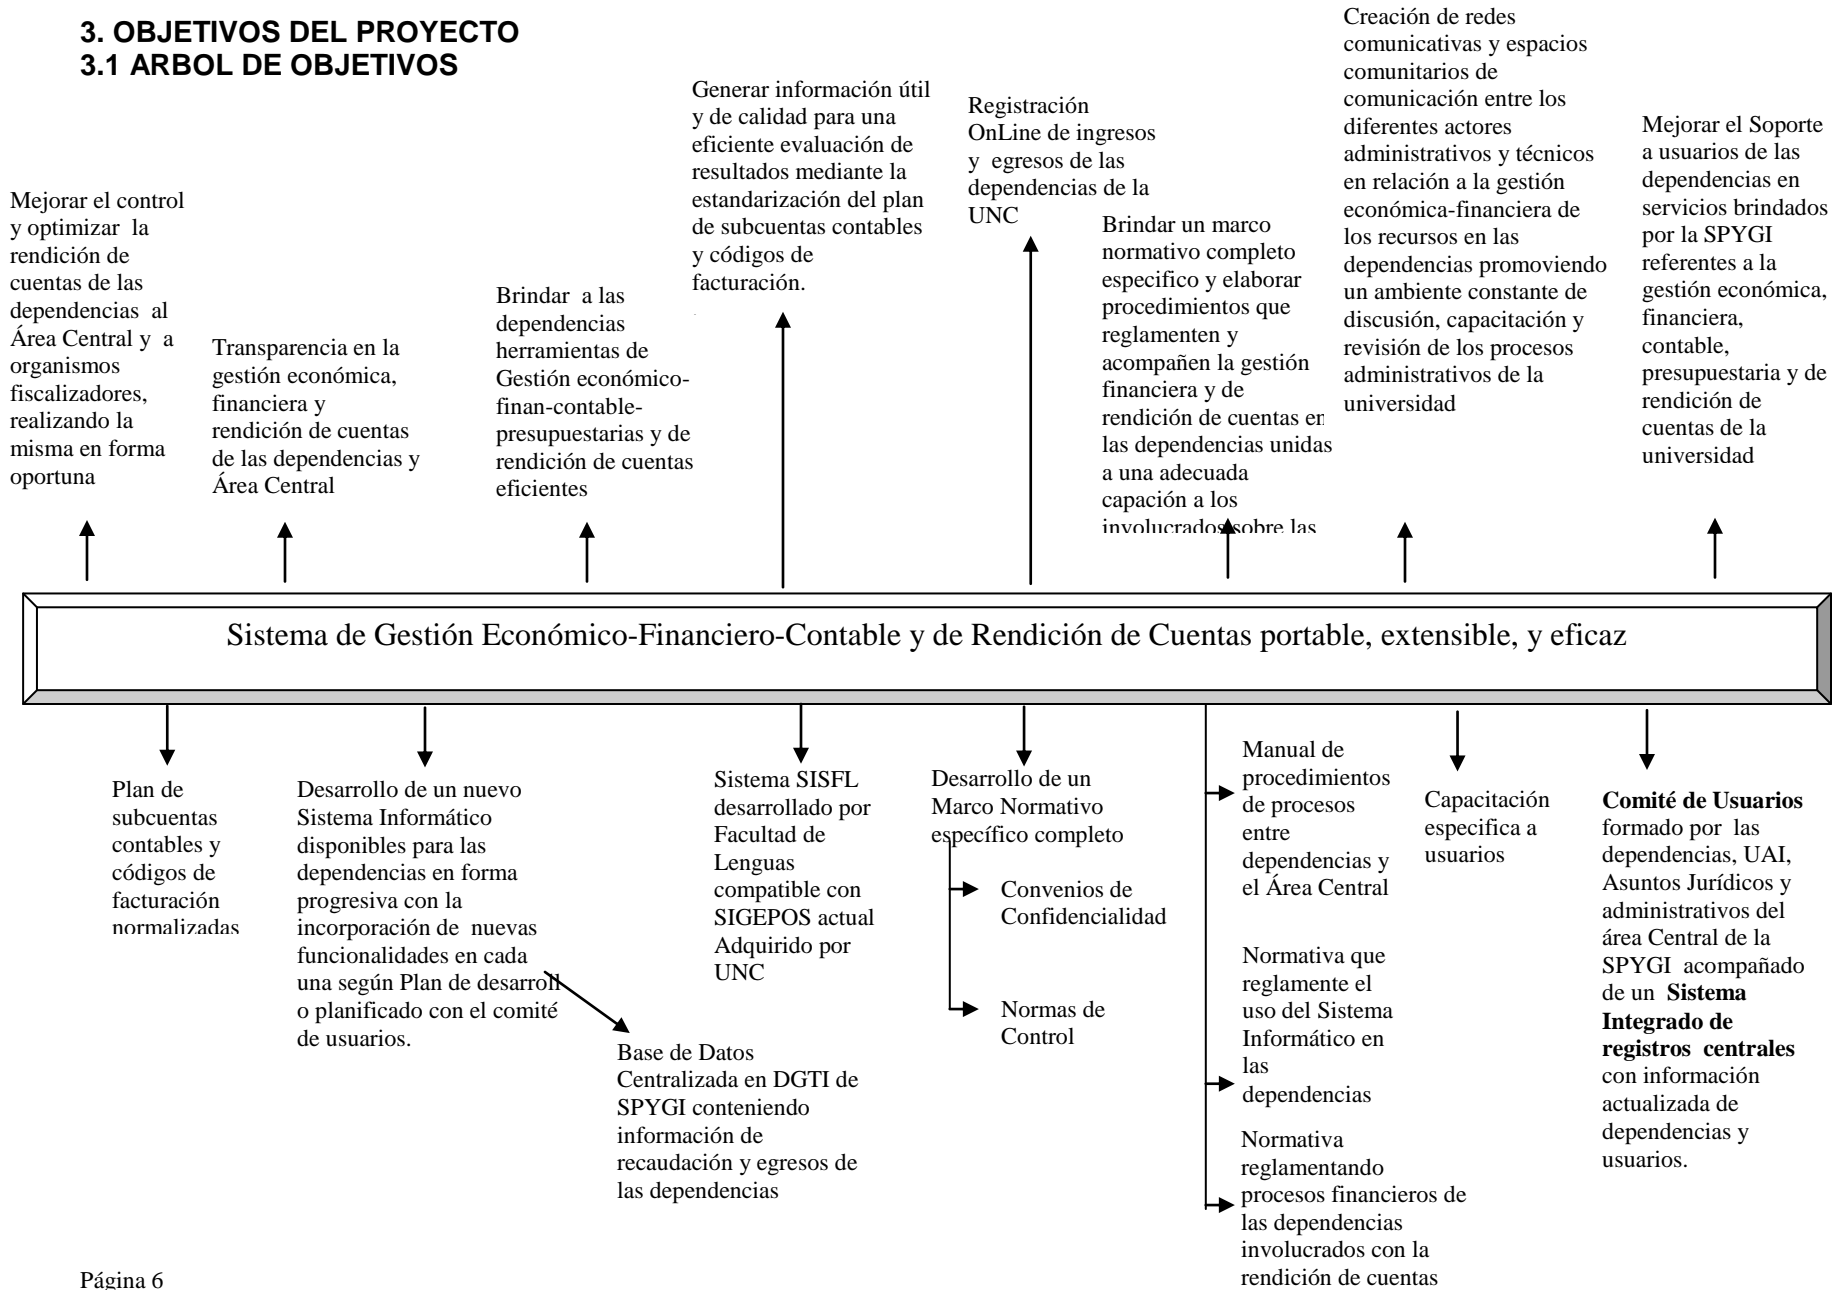 3. OBJETIVOS DEL PROYECTO
3.1 ARBOL DE OBJETIVOS
Mejorar el control
y optimizar la
rendición de
cuentas de las
dependencias al
Área Central y a
organismos
fiscalizadores,
realizando la
misma en forma
oportuna
Transparencia en la
gestión económica,
financiera y
rendición de cuentas
de las dependencias y
Área Central
Brindar a las
dependencias
herramientas de
Gestión económico-
finan-contable-
presupuestarias y de
rendición de cuentas
eficientes
Generar información útil
y de calidad para una
eficiente evaluación de
resultados mediante la
estandarización del plan
de subcuentas contables
y códigos de
facturación.
Registración
OnLine de ingresos
y egresos de las
dependencias de la
UNC
Brindar un marco
normativo completo
especifico y elaborar
procedimientos que
reglamenten y
acompañen la gestión
financiera y de
rendición de cuentas en
las dependencias unidas
a una adecuada
capación a los
involucrados sobre las
Creación de redes
comunicativas y espacios
comunitarios de
comunicación entre los
diferentes actores
administrativos y técnicos
en relación a la gestión
económica-financiera de
los recursos en las
dependencias promoviendo
un ambiente constante de
discusión, capacitación y
revisión de los procesos
administrativos de la
universidad
Mejorar el Soporte
a usuarios de las
dependencias en
servicios brindados
por la SPYGI
referentes a la
gestión económica,
financiera,
contable,
presupuestaria y de
rendición de
cuentas de la
universidad
Sistema de Gestión Económico-Financiero-Contable y de Rendición de Cuentas portable, extensible, y eficaz
Plan de
subcuentas
contables y
códigos de
facturación
normalizadas
Desarrollo de un nuevo
Sistema Informático
disponibles para las
dependencias en forma
progresiva con la
incorporación de nuevas
funcionalidades en cada
una según Plan de desarroll
o planificado con el comité
de usuarios.
Base de Datos
Centralizada en DGTI de
SPYGI conteniendo
información de
recaudación y egresos de
las dependencias
Sistema SISFL
desarrollado por
Facultad de
Lenguas
compatible con
SIGEPOS actual
Adquirido por
UNC
Desarrollo de un
Marco Normativo
específico completo
Convenios de
Confidencialidad
Normas de
Control
Manual de
procedimientos
de procesos
entre
dependencias y
el Área Central
Normativa que
reglamente el
uso del Sistema
Informático en
las
dependencias
Normativa
reglamentando
procesos financieros de
las dependencias
involucrados con la
rendición de cuentas
Capacitación
especifica a
usuarios
Comité de Usuarios
formado por las
dependencias, UAI,
Asuntos Jurídicos y
administrativos del
área Central de la
SPYGI acompañado
de un Sistema
Integrado de
registros centrales
con información
actualizada de
dependencias y
usuarios.
Página 6